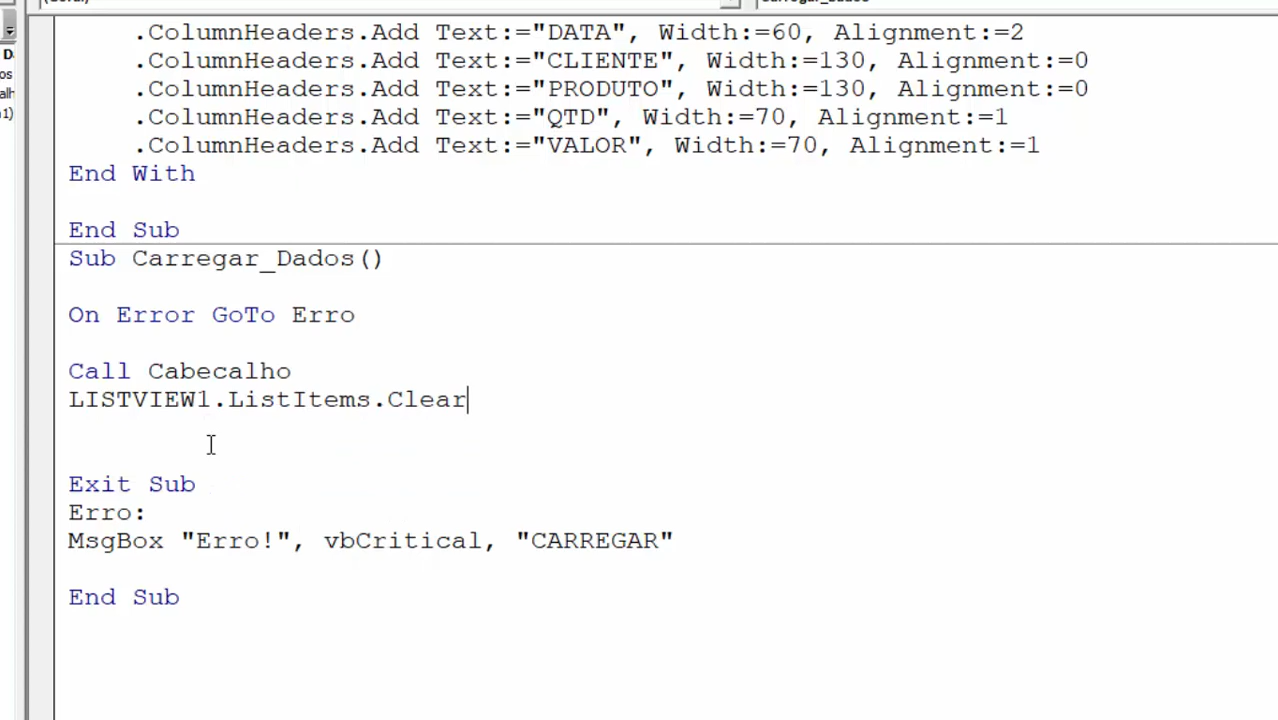 .ColumnHeaders.Add Text:="DATA", Width:=60, Alignment:=2
.ColumnHeaders.Add Text:="CLIENTE", Width:=130, Alignment:=0
.ColumnHeaders.Add Text:="PRODUTO", Width:=130, Alignment:=0
.ColumnHeaders.Add Text:="QTD", Width:=70, Alignment:=1
.ColumnHeaders.Add Text:="VALOR", Width:=70, Alignment:=1
End With
End Sub
Sub Carregar_Dados()
On Error GoTo Erro
Call Cabecalho
LISTVIEW1.ListItems.Clear
Exit Sub
Erro:
MsgBox "Erro!", vbCritical, "CARREGAR"
End Sub